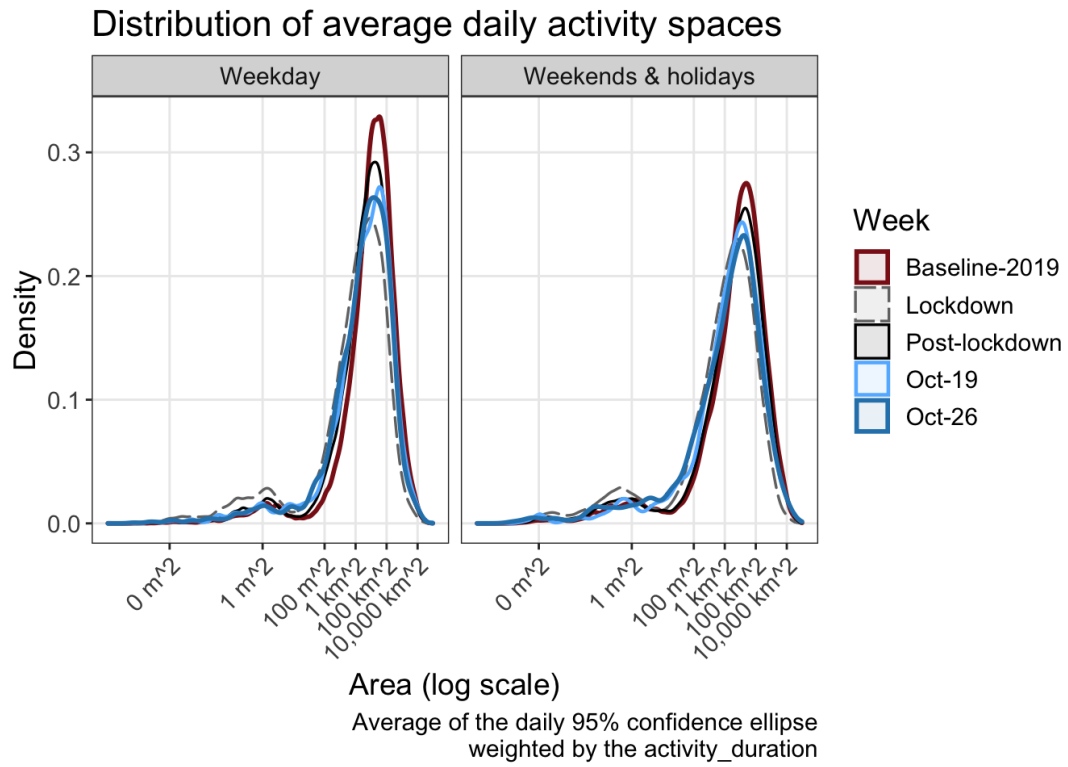 Distribution of average daily activity spaces
Weekday
Weekends & holidays
0.3
0.2
0.1
0.0
Density
0 m^2
1 m^2
100 m^2
1 km^2
100 km^2
10,000 km^2
0 m^2
1 m^2
100 m^2
1 km^2
100 km^2
10,000 km^2
Area (log scale)
Average of the daily 95% confidence ellipse
weighted by the activity_duration
Week
Baseline-2019
Lockdown
Post-lockdown
Oct-19
Oct-26